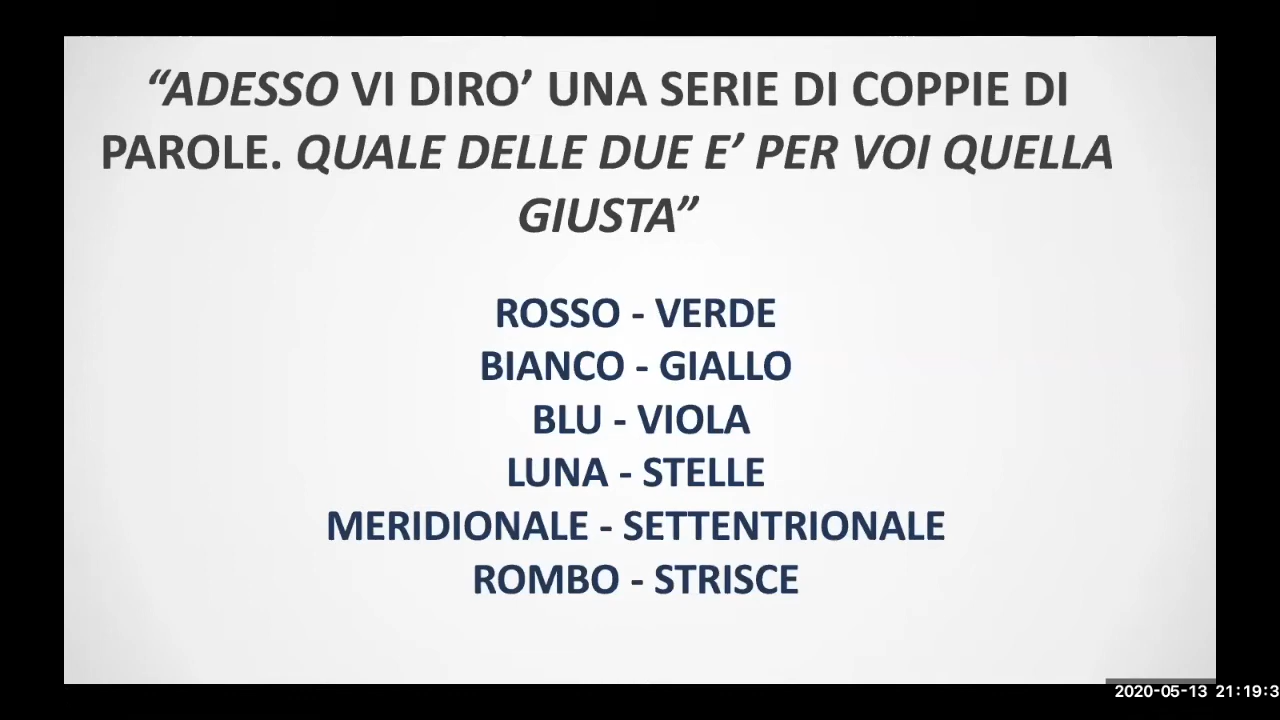 “ADESSO VI DIRO’ UNA SERIE DI COPPIE DI
PAROLE. QUALE DELLE DUE E’ PER VOI QUELLA
GIUSTA”
ROSSO - VERDE
BIANCO - GIALLO
BLU - VIOLA
LUNA - STELLE
MERIDIONALE - SETTENTRIONALE
ROMBO - STRISCE
2020-05-13 21:19:3